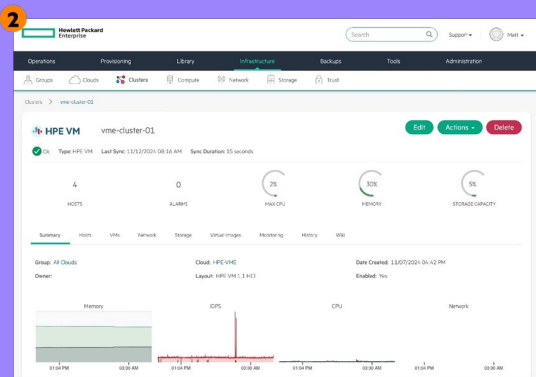 2
Hewlett Packard
Enterprise
Search
Support
Matt
Operations Provisioning Library Infrastructure Backups Tools Administration
Groups Clouds Clusters Compute Network Storage Trust
Clusters > vme-cluster-01
HPE VM vme-cluster-01
Edit Actions Delete
Ok Type: HPE VM Last Sync: 11/12/2024 08:16 AM Sync Duration: 15 seconds
4 0 2% 30% 5%
HOSTS ALARMS MAX CPU MEMORY STORAGE CAPACITY
Summary Hosts VMs Network Storage Virtual Images Monitoring History Wiki
Group: All Clouds Cloud: HPE-VME Date Created: 11/07/2024 04:42 PM
Owner: Layout: HPE VM 1.1 HCI Enabled: Yes
Memory IOPS CPU Network
01:04 PM 03:30 AM 01:04 PM 03:30 AM 01:04 PM 03:30 AM 01:04 PM 03:30 AM